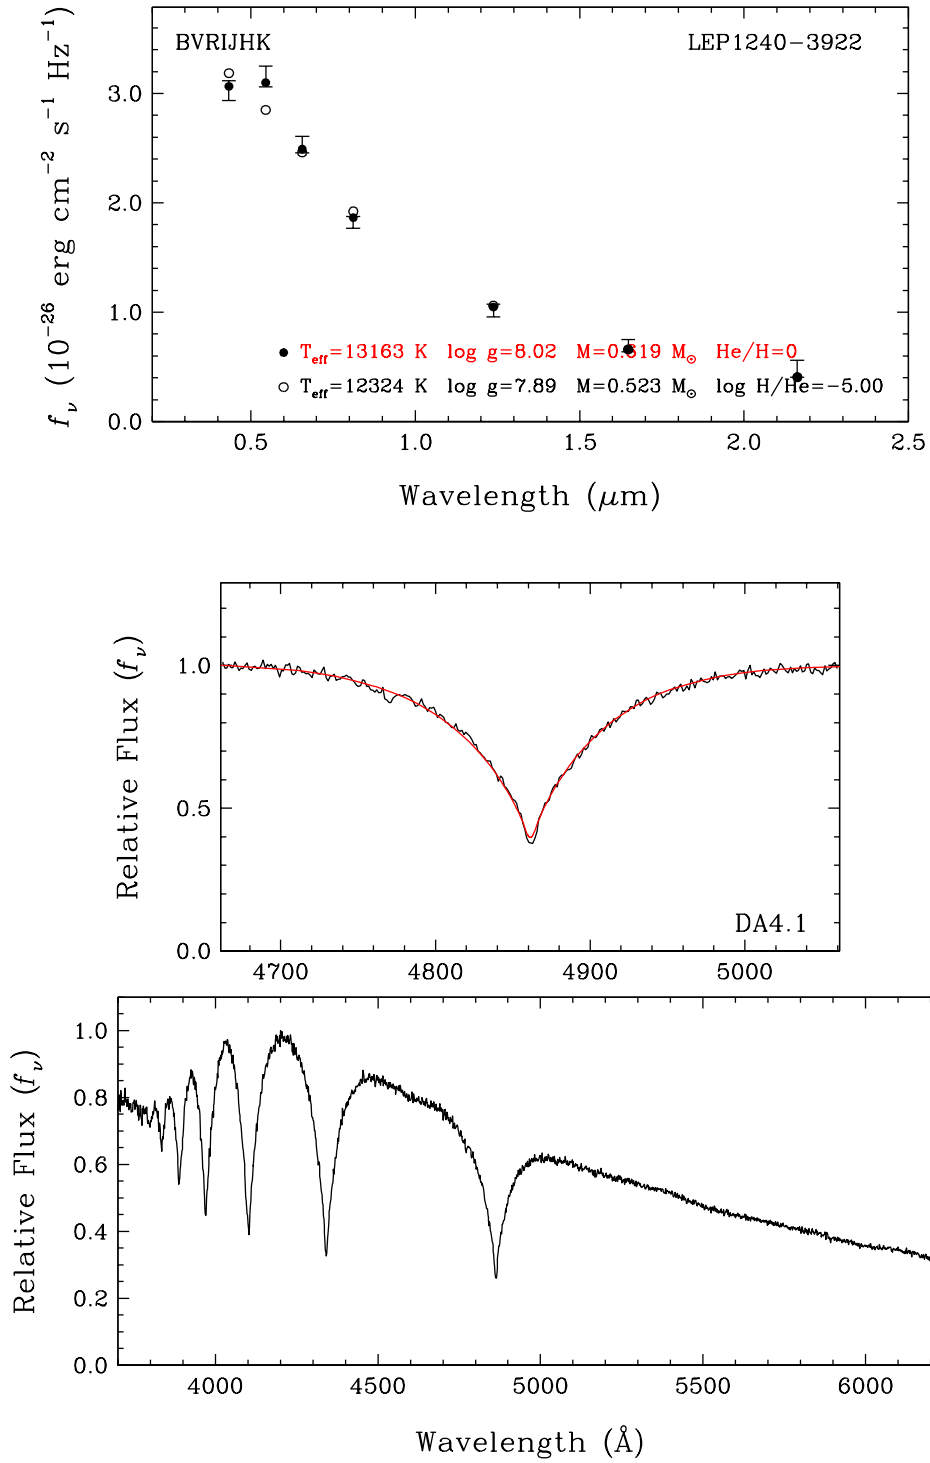 BVRIJHK LEP1240−3922
f_ν (10⁻²⁶ erg cm⁻² s⁻¹ Hz⁻¹)
3.0
2.0
1.0
T_eff=13163 K log g=8.02 M=0.619 M⊙ He/H=0
T_eff=12324 K log g=7.89 M=0.523 M⊙ log H/He=−5.00
0.0
0.5 1.0 1.5 2.0 2.5
Wavelength (μm)
Relative Flux (f_ν)
1.0
0.5
0.0
DA4.1
4700 4800 4900 5000
Relative Flux (f_ν)
1.0
0.8
0.6
0.4
0.2
0.0
4000 4500 5000 5500 6000
Wavelength (Å)